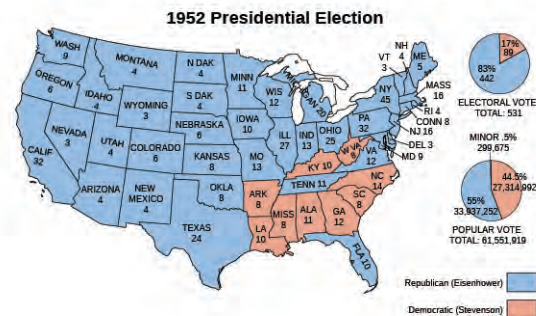 1952 Presidential Election
WASH
9
OREGON
6
CALIF
32
NEVADA
3
IDAHO
4
MONTANA
4
WYOMING
3
UTAH
4
COLORADO
6
ARIZONA
4
NEW
MEXICO
4
N DAK
4
S DAK
4
NEBRASKA
6
KANSAS
8
OKLA
8
TEXAS
24
MINN
11
IOWA
10
MO
13
ARK
8
LA
10
WIS
12
ILL
27
MICHIGAN 20
IND
13
OHIO
25
KY 10
TENN 11
MISS
8
ALA
11
GA
12
FLA 10
SC
8
NC
14
VA
12
W VA
8
PA
32
NY
45
VT
3
NH
4
ME
5
MASS
16
RI 4
CONN 8
NJ 16
DEL 3
MD 9
17%
89
83%
442
ELECTORAL VOTE
TOTAL: 531
MINOR .5%
299,675
44.5%
27,314,992
55%
33,937,252
POPULAR VOTE
TOTAL: 61,551,919
Republican (Eisenhower)
Democratic (Stevenson)